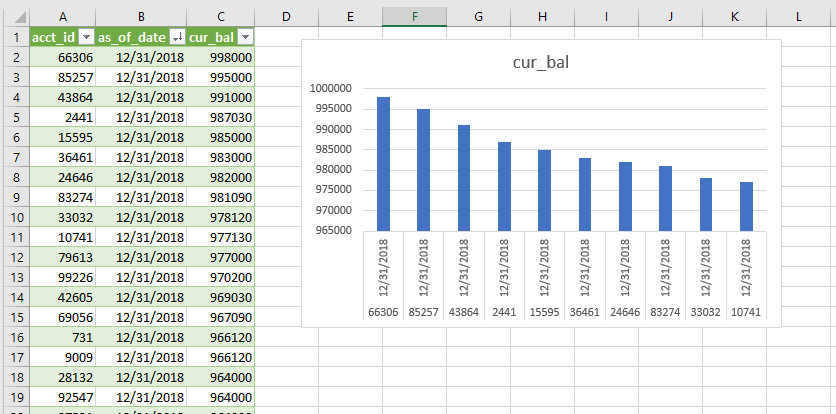 A B C D E F G H I J K L
1 acct_id as_of_date cur_bal
2 66306 12/31/2018 998000
3 85257 12/31/2018 995000
4 43864 12/31/2018 991000
5 2441 12/31/2018 987030
6 15595 12/31/2018 985000
7 36461 12/31/2018 983000
8 24646 12/31/2018 982000
9 83274 12/31/2018 981090
10 33032 12/31/2018 978120
11 10741 12/31/2018 977130
12 79613 12/31/2018 977000
13 99226 12/31/2018 970200
14 42605 12/31/2018 969030
15 69056 12/31/2018 967090
16 731 12/31/2018 966120
17 9009 12/31/2018 966120
18 28132 12/31/2018 964000
19 92547 12/31/2018 964000
cur_bal
1000000
995000
990000
985000
980000
975000
970000
965000
12/31/2018 12/31/2018 12/31/2018 12/31/2018 12/31/2018 12/31/2018 12/31/2018 12/31/2018 12/31/2018 12/31/2018
66306 85257 43864 2441 15595 36461 24646 83274 33032 10741